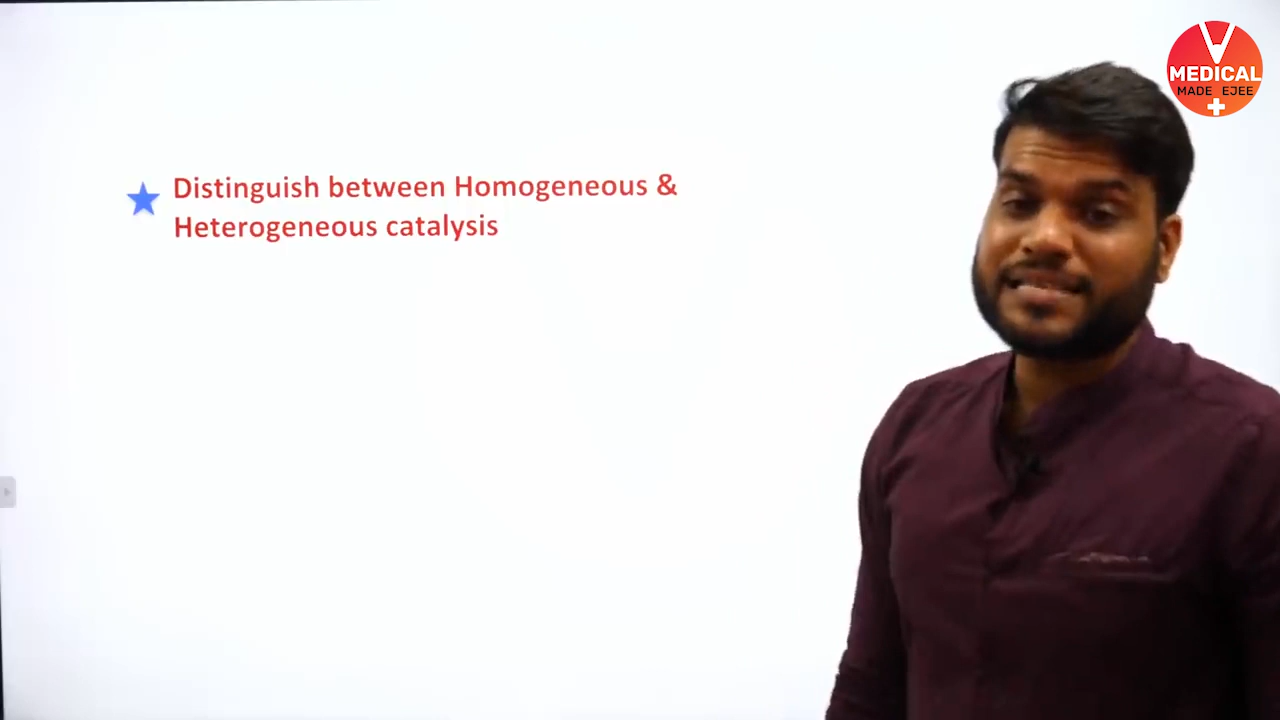 Distinguish between Homogeneous &
Heterogeneous catalysis
V
MEDICAL
MADE EJEE